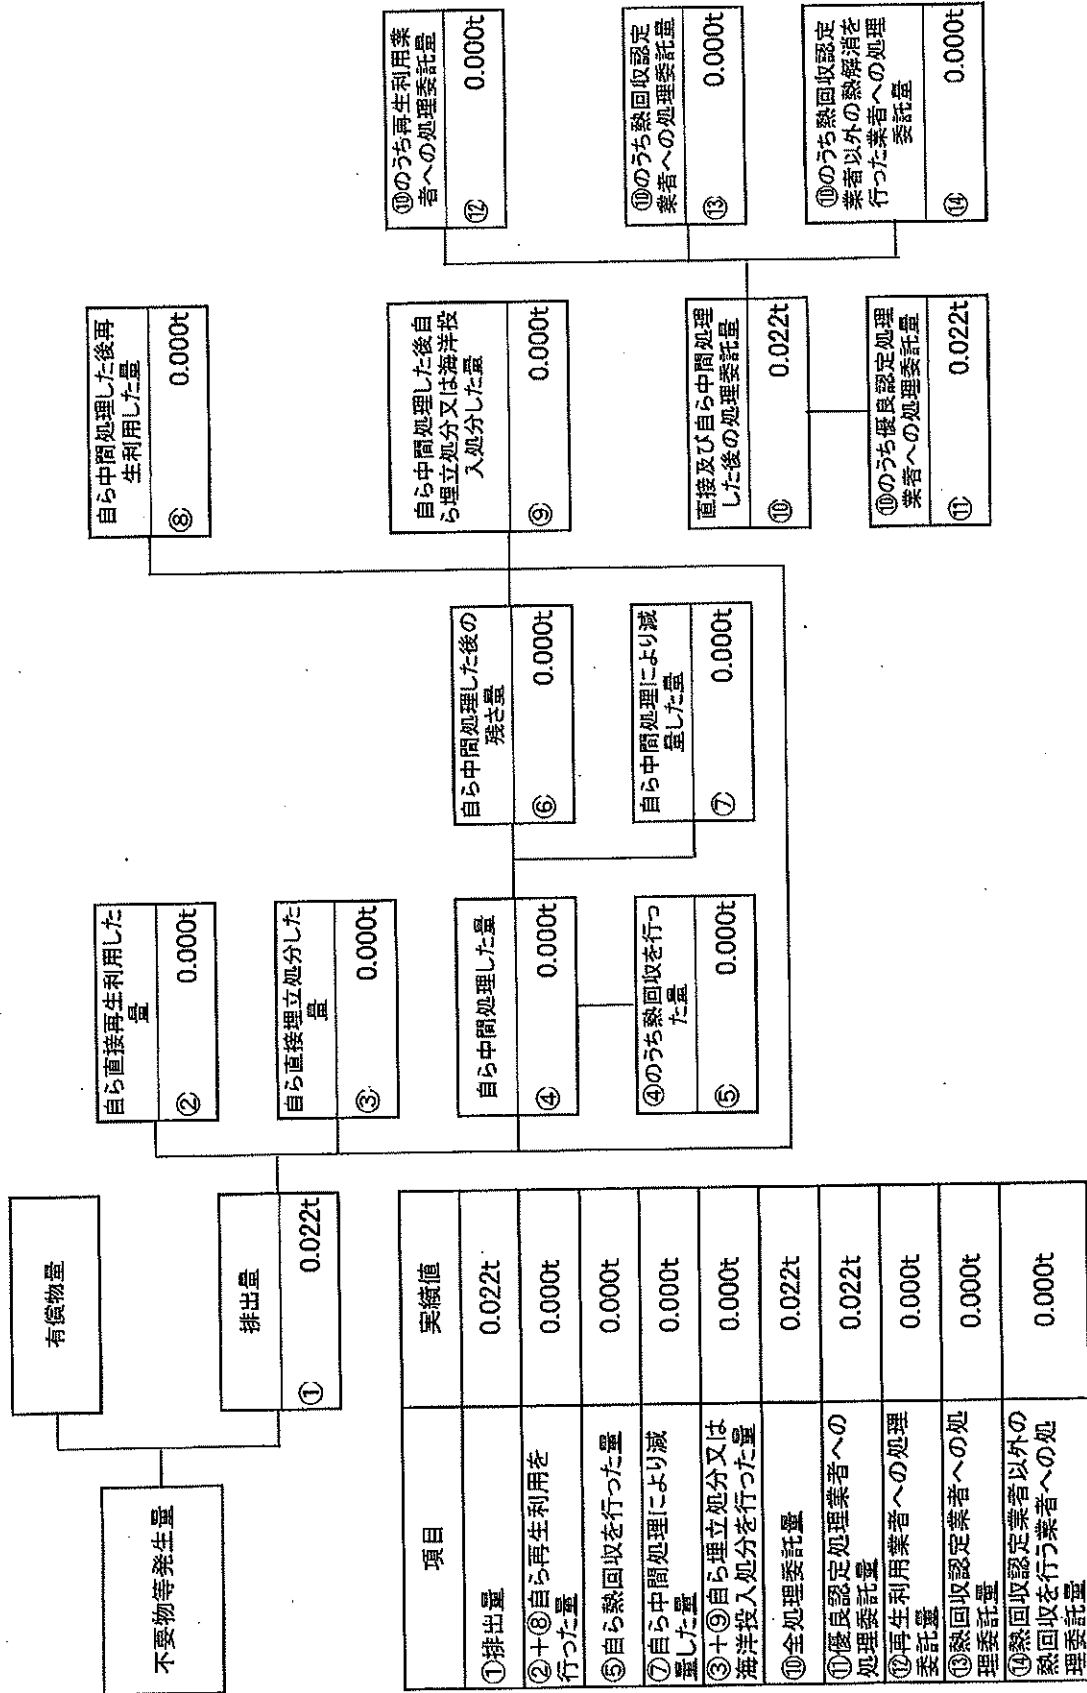 不要物等発生量
有償物量
排出量
① 0.022t
自ら直接再生利用した
量
② 0.000t
自ら直接埋立処分した
量
③ 0.000t
自ら中間処理した量
④ 0.000t
④のうち熱回収を行っ
た量
⑤ 0.000t
自ら中間処理した後の
残さ量
⑥ 0.000t
自ら中間処理により減
量した量
⑦ 0.000t
自ら中間処理した後再
生利用した量
⑧ 0.000t
自ら中間処理した後自
ら埋立処分又は海洋投
入処分した量
⑨ 0.000t
直接及び自ら中間処理
した後の処理委託量
⑩ 0.022t
⑩のうち優良認定処理
業者への処理委託量
⑪ 0.022t
⑩のうち再生利用業
者への処理委託量
⑫ 0.000t
⑩のうち熱回収認定
業者への処理委託量
⑬ 0.000t
⑩のうち熱回収認定
業者以外の熱解消を
行った業者への処理
委託量
⑭ 0.000t
項目 実績値
①排出量 0.022t
②+⑧自ら再生利用を
行った量 0.000t
⑤自ら熱回収を行った量 0.000t
⑦自ら中間処理により減
量した量 0.000t
③+⑨自ら埋立処分又は
海洋投入処分を行った量 0.000t
⑩全処理委託量 0.022t
⑪優良認定処理業者への
処理委託量 0.022t
⑫再生利用業者への処理
委託量 0.000t
⑬熱回収認定業者への処
理委託量 0.000t
⑭熱回収認定業者以外の
熱回収を行う業者への処
理委託量 0.000t